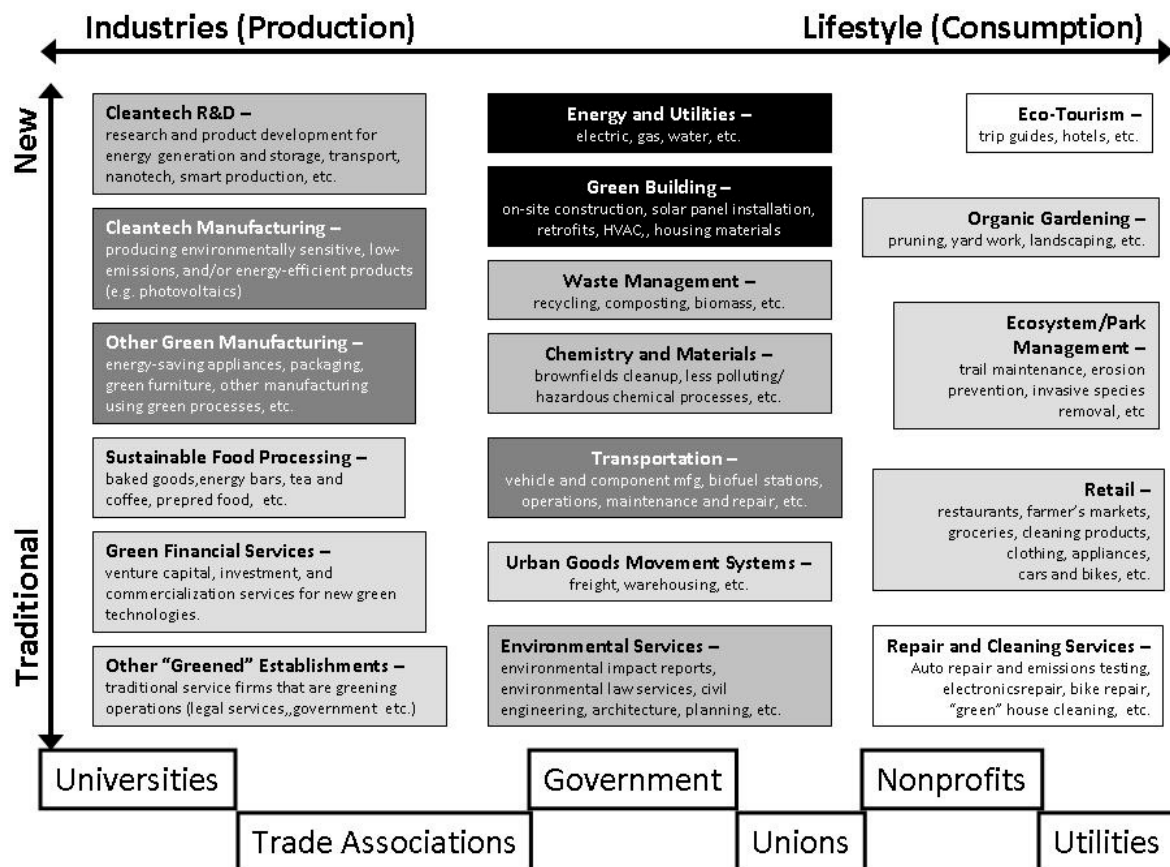 Industries (Production)
Lifestyle (Consumption)
New
Traditional
Cleantech R&D –
research and product development for
energy generation and storage, transport,
nanotech, smart production, etc.
Cleantech Manufacturing –
producing environmentally sensitive, low-
emissions, and/or energy-efficient products
(e.g. photovoltaics)
Other Green Manufacturing –
energy-saving appliances, packaging,
green furniture, other manufacturing
using green processes, etc.
Sustainable Food Processing –
baked goods,energy bars, tea and
coffee, prepred food, etc.
Green Financial Services –
venture capital, investment, and
commercialization services for new green
technologies.
Other “Greened” Establishments –
traditional service firms that are greening
operations (legal services,,government etc.)
Energy and Utilities –
electric, gas, water, etc.
Green Building –
on-site construction, solar panel installation,
retrofits, HVAC,, housing materials
Waste Management –
recycling, composting, biomass, etc.
Chemistry and Materials –
brownfields cleanup, less polluting/
hazardous chemical processes, etc.
Transportation –
vehicle and component mfg, biofuel stations,
operations, maintenance and repair, etc.
Urban Goods Movement Systems –
freight, warehousing, etc.
Environmental Services –
environmental impact reports,
environmental law services, civil
engineering, architecture, planning, etc.
Eco-Tourism –
trip guides, hotels, etc.
Organic Gardening –
pruning, yard work, landscaping, etc.
Ecosystem/Park
Management –
trail maintenance, erosion
prevention, invasive species
removal, etc
Retail –
restaurants, farmer’s markets,
groceries, cleaning products,
clothing, appliances,
cars and bikes, etc.
Repair and Cleaning Services –
Auto repair and emissions testing,
electronicsrepair, bike repair,
“green” house cleaning, etc.
Universities
Government
Nonprofits
Trade Associations
Unions
Utilities